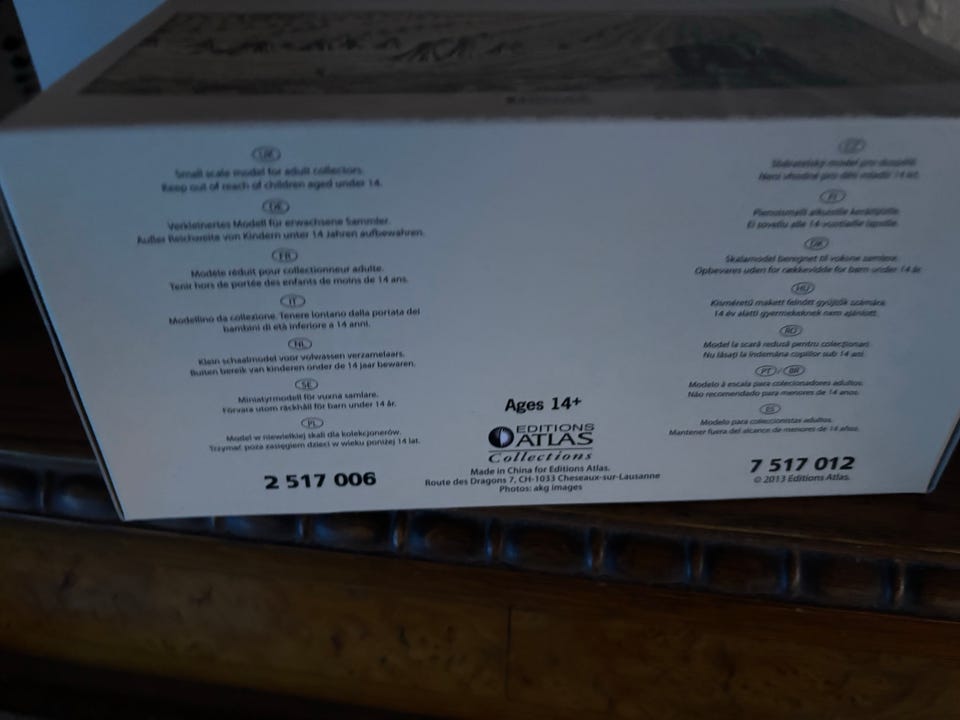 UK
Small scale model for adult collectors.
Keep out of reach of children aged under 14.
DE
Verkleinertes Modell für erwachsene Sammler.
Außer Reichweite von Kindern unter 14 Jahren aufbewahren.
FR
Modèle réduit pour collectionneur adulte.
Tenir hors de portée des enfants de moins de 14 ans.
IT
Modellino da collezione. Tenere lontano dalla portata dei
bambini di età inferiore a 14 anni.
NL
Klein schaalmodel voor volwassen verzamelaars.
Buiten bereik van kinderen onder de 14 jaar bewaren.
SE
Miniatyrmodell för vuxna samlare.
Förvara utom räckhåll för barn under 14 år.
PL
Model w niewielkiej skali dla kolekcjonerów.
Trzymać poza zasięgiem dzieci w wieku poniżej 14 lat.
2 517 006
Ages 14+
EDITIONS
ATLAS
Collections
Made in China for Editions Atlas.
Route des Dragons 7, CH-1033 Cheseaux-sur-Lausanne
Photos: akg images
CZ
Sběratelský model pro dospělé.
Není vhodné pro děti mladší 14 let.
FI
Pienoismalli aikuisille keräilijöille.
Ei sovellu alle 14-vuotiaille lapsille.
DK
Skalamodel beregnet til voksne samlere.
Opbevares uden for rækkevidde for børn under 14 år.
HU
Kisméretű makett felnőtt gyűjtők számára.
14 év alatti gyermekeknek nem ajánlott.
RO
Model la scară redusă pentru colecționari.
Nu lăsați la îndemâna copiilor sub 14 ani.
PT / BR
Modelo à escala para colecionadores adultos.
Não recomendado para menores de 14 anos.
ES
Modelo para coleccionistas adultos.
Mantener fuera del alcance de menores de 14 años.
7 517 012
© 2013 Editions Atlas.